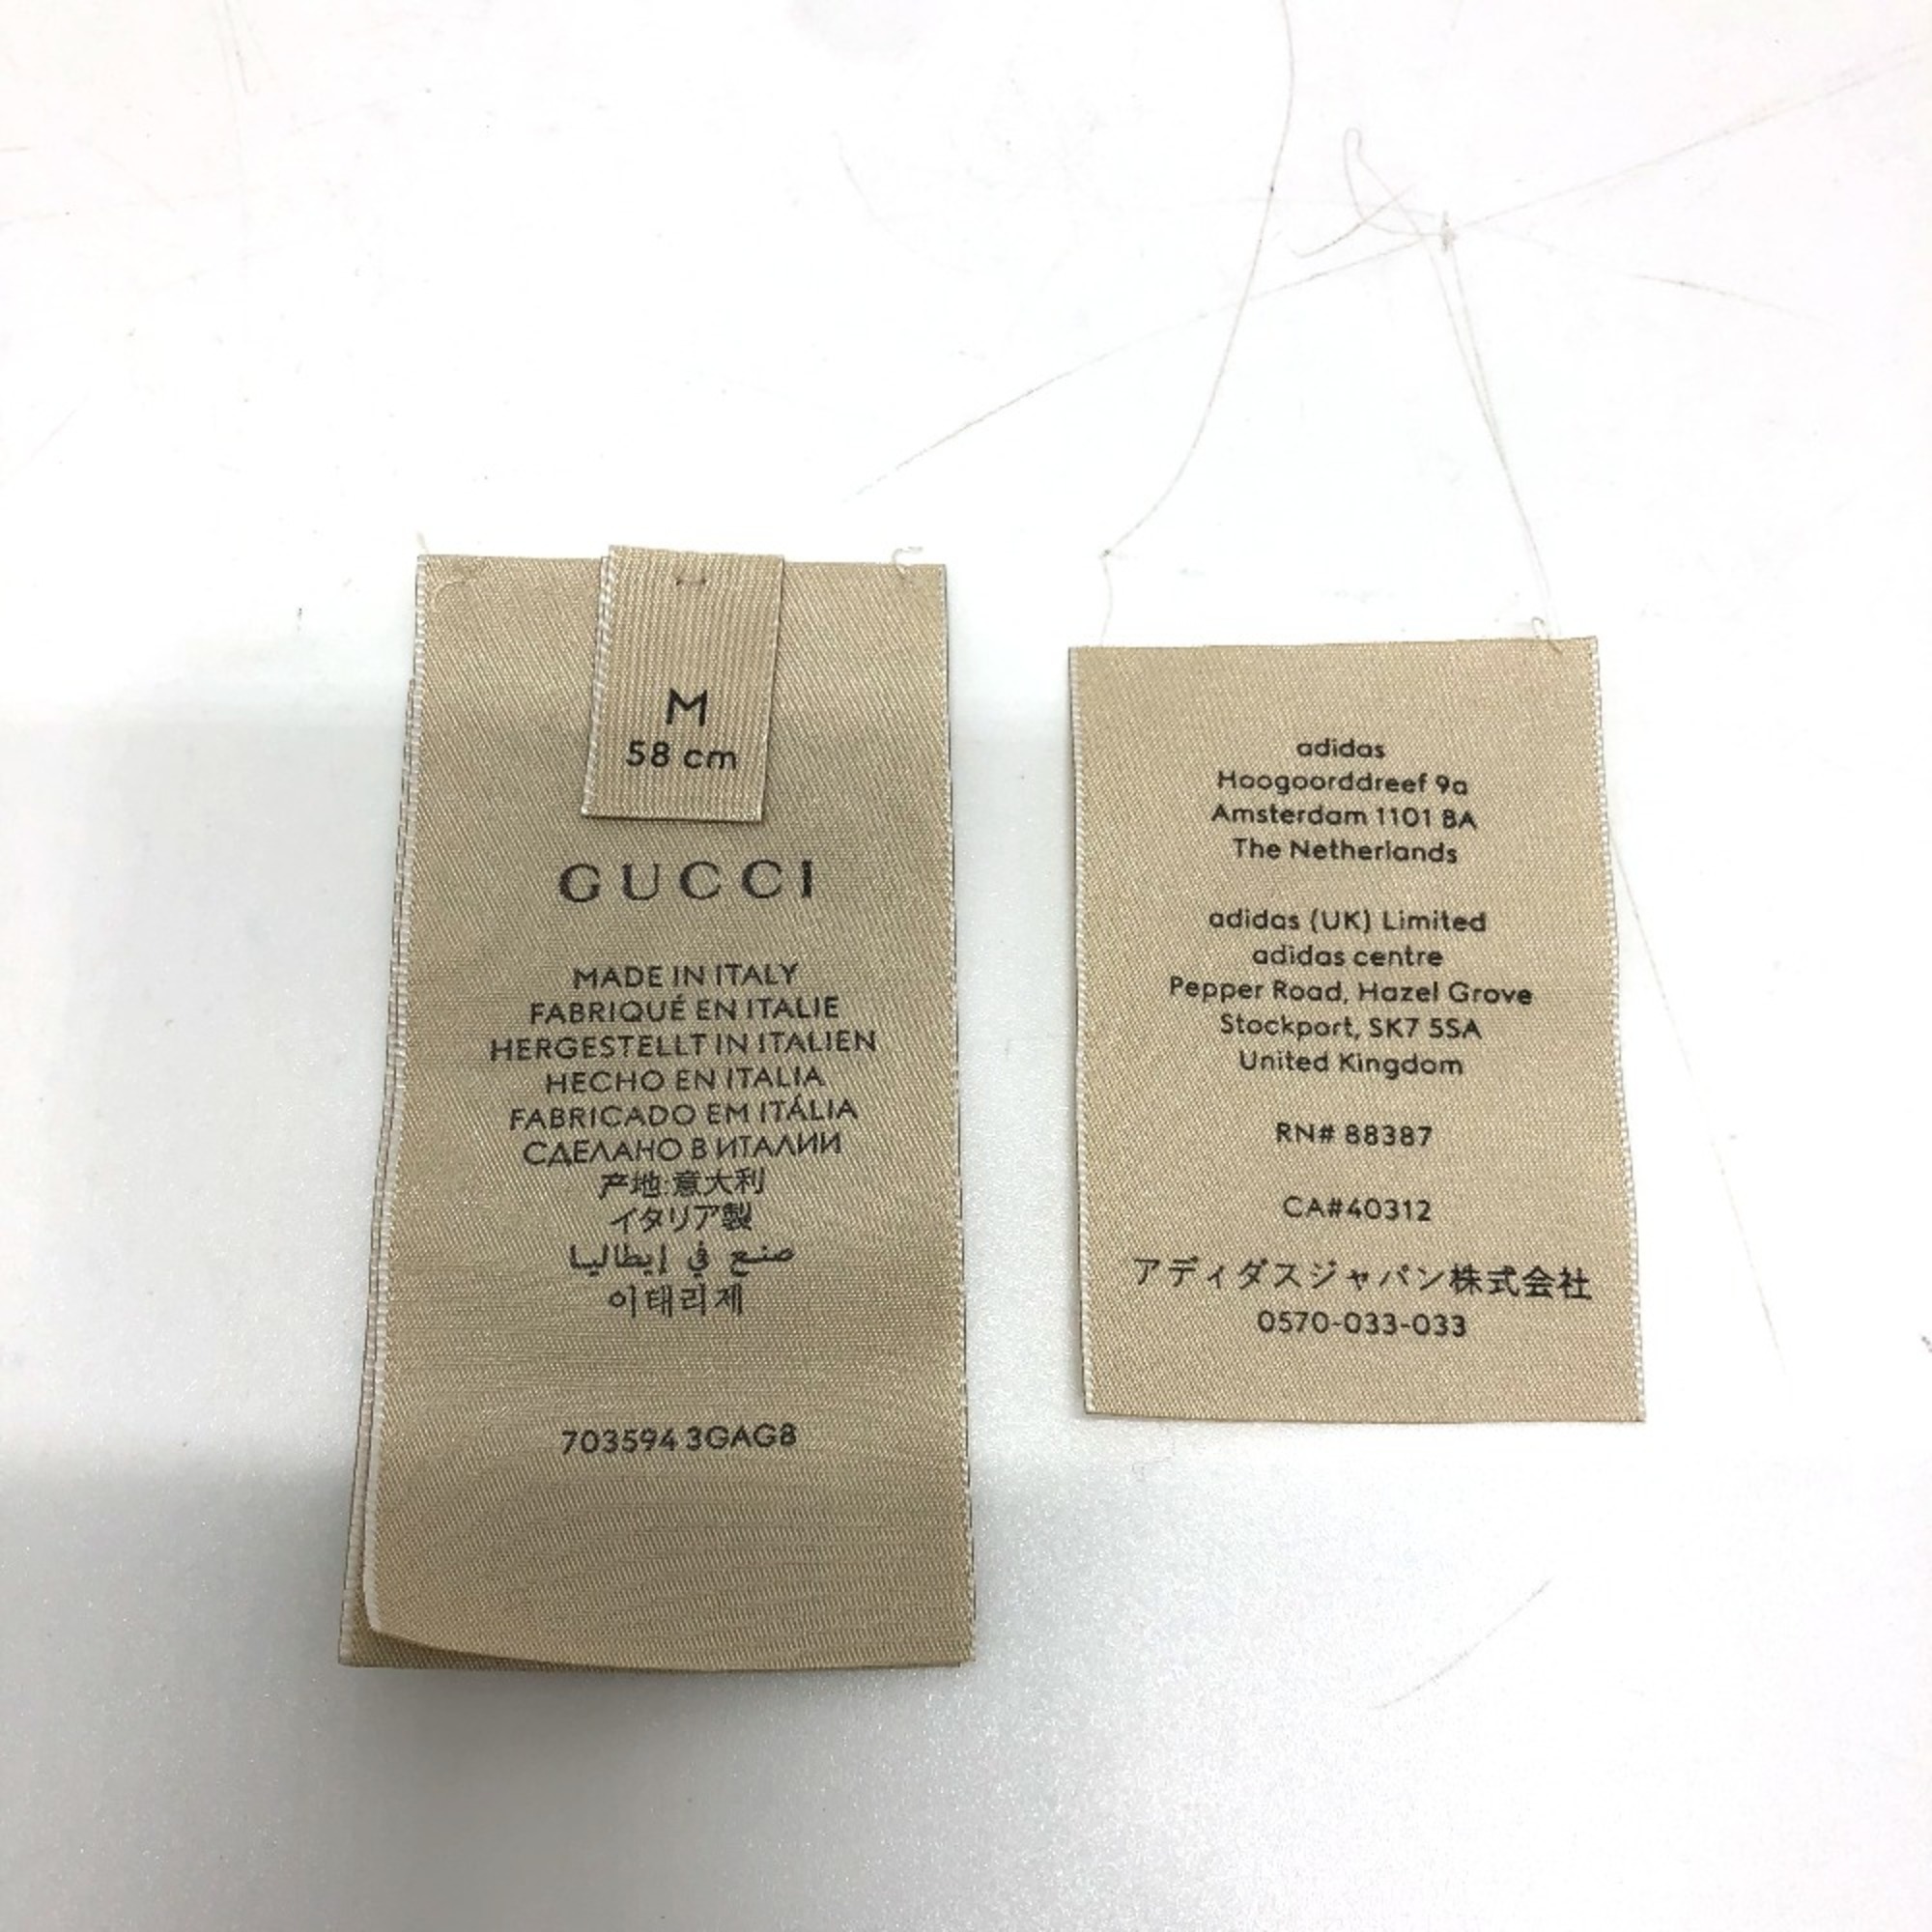 M
58 cm
GUCCI
MADE IN ITALY
FABRIQUÉ EN ITALIE
HERGESTELLT IN ITALIEN
HECHO EN ITALIA
FABRICADO EM ITÁLIA
СДЕЛАНО В ИТАЛИИ
产地:意大利
イタリア製
صنع في إيطاليا
이태리제
703594 3GAG8
adidas
Hoogoorddreef 9a
Amsterdam 1101 BA
The Netherlands
adidas (UK) Limited
adidas centre
Pepper Road, Hazel Grove
Stockport, SK7 5SA
United Kingdom
RN# 88387
CA#40312
アディダスジャパン株式会社
0570-033-033